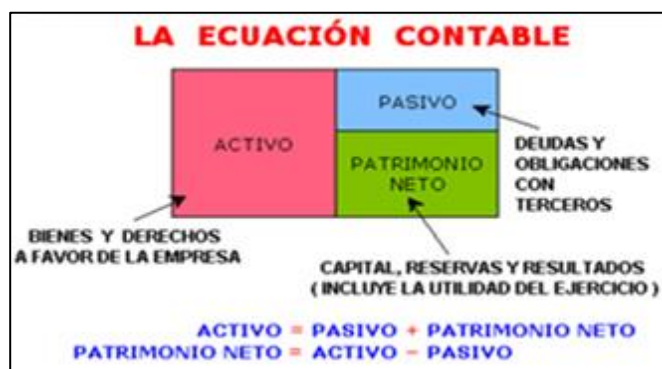 LA ECUACIÓN CONTABLE
ACTIVO
PASIVO
PATRIMONIO
NETO
DEUDAS Y
OBLIGACIONES
CON
TERCEROS
BIENES Y DERECHOS
A FAVOR DE LA EMPRESA
CAPITAL, RESERVAS Y RESULTADOS
( INCLUYE LA UTILIDAD DEL EJERCICIO )
ACTIVO = PASIVO + PATRIMONIO NETO
PATRIMONIO NETO = ACTIVO - PASIVO